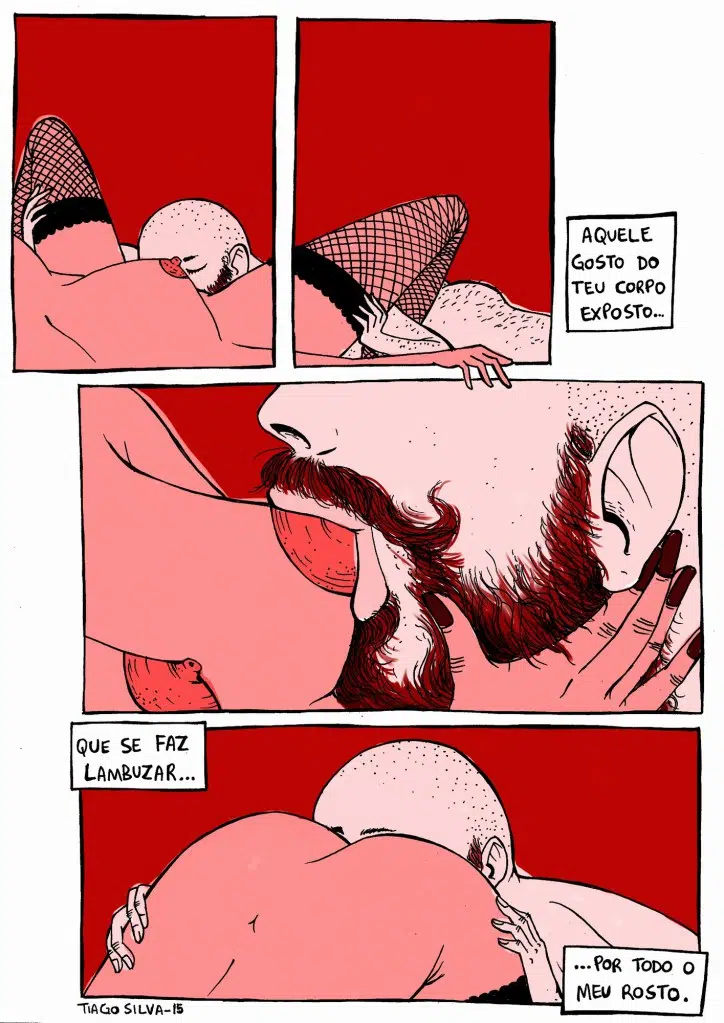 AQUELE
GOSTO DO
TEU CORPO
EXPOSTO...
QUE SE FAZ
LAMBUZAR...
...POR TODO O
MEU ROSTO.
TIAGO SILVA-15